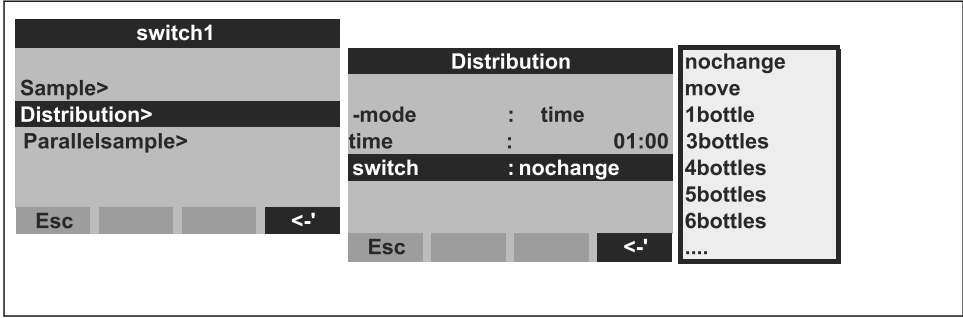 switch1
Sample>
Distribution>
Parallelsample>
Esc <-'
Distribution
-mode : time
time : 01:00
switch : nochange
Esc <-'
nochange
move
1bottle
3bottles
4bottles
5bottles
6bottles
....